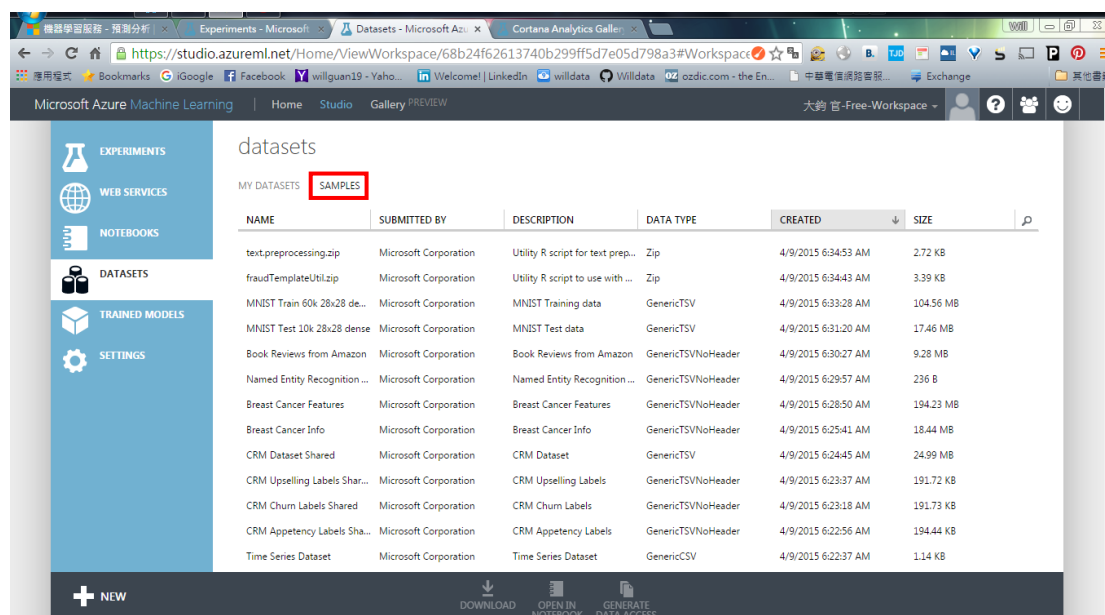 機器學習服務 - 預測分析 Experiments - Microsoft Datasets - Microsoft Azu Cortana Analytics Gallery Will
https://studio.azureml.net/Home/ViewWorkspace/68b24f62613740b299ff5d7e05d798a3#Workspace
應用程式 Bookmarks iGoogle Facebook willguan19 - Yaho... Welcome! | LinkedIn willdata Willdata ozdic.com - the En... 中華電信網路客服... Exchange 其他書
Microsoft Azure Machine Learning | Home Studio Gallery PREVIEW 大鈞 官-Free-Workspace
EXPERIMENTS
WEB SERVICES
NOTEBOOKS
DATASETS
TRAINED MODELS
SETTINGS
datasets
MY DATASETS SAMPLES
NAME SUBMITTED BY DESCRIPTION DATA TYPE CREATED SIZE
text.preprocessing.zip Microsoft Corporation Utility R script for text prep... Zip 4/9/2015 6:34:53 AM 2.72 KB
fraudTemplateUtil.zip Microsoft Corporation Utility R script to use with ... Zip 4/9/2015 6:34:43 AM 3.39 KB
MNIST Train 60k 28x28 de... Microsoft Corporation MNIST Training data GenericTSV 4/9/2015 6:33:28 AM 104.56 MB
MNIST Test 10k 28x28 dense Microsoft Corporation MNIST Test data GenericTSV 4/9/2015 6:31:20 AM 17.46 MB
Book Reviews from Amazon Microsoft Corporation Book Reviews from Amazon GenericTSVNoHeader 4/9/2015 6:30:27 AM 9.28 MB
Named Entity Recognition ... Microsoft Corporation Named Entity Recognition ... GenericTSVNoHeader 4/9/2015 6:29:57 AM 236 B
Breast Cancer Features Microsoft Corporation Breast Cancer Features GenericTSVNoHeader 4/9/2015 6:28:50 AM 194.23 MB
Breast Cancer Info Microsoft Corporation Breast Cancer Info GenericTSVNoHeader 4/9/2015 6:25:41 AM 18.44 MB
CRM Dataset Shared Microsoft Corporation CRM Dataset GenericTSV 4/9/2015 6:24:45 AM 24.99 MB
CRM Upselling Labels Shar... Microsoft Corporation CRM Upselling Labels GenericTSVNoHeader 4/9/2015 6:23:37 AM 191.72 KB
CRM Churn Labels Shared Microsoft Corporation CRM Churn Labels GenericTSVNoHeader 4/9/2015 6:23:18 AM 191.73 KB
CRM Appetency Labels Sha... Microsoft Corporation CRM Appetency Labels GenericTSVNoHeader 4/9/2015 6:22:56 AM 194.44 KB
Time Series Dataset Microsoft Corporation Time Series Dataset GenericCSV 4/9/2015 6:22:37 AM 1.14 KB
NEW DOWNLOAD OPEN IN NOTEBOOK GENERATE DATA ACCESS